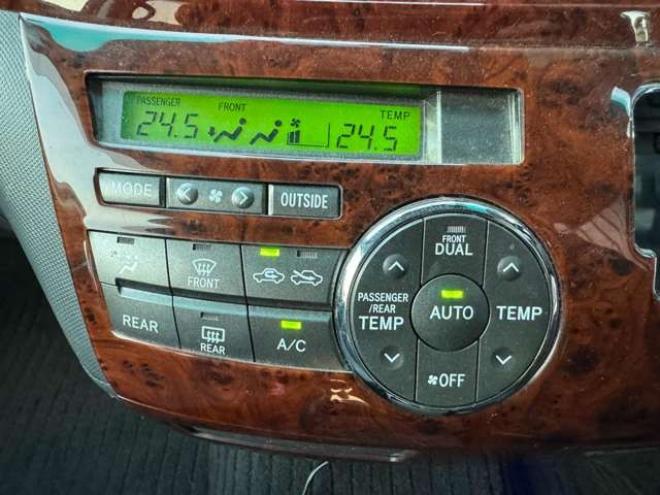 PASSENGER FRONT TEMP
24.5 24.5
MODE OUTSIDE
FRONT
REAR
REAR
A/C
FRONT
DUAL
PASSENGER
/REAR
TEMP
AUTO
TEMP
OFF